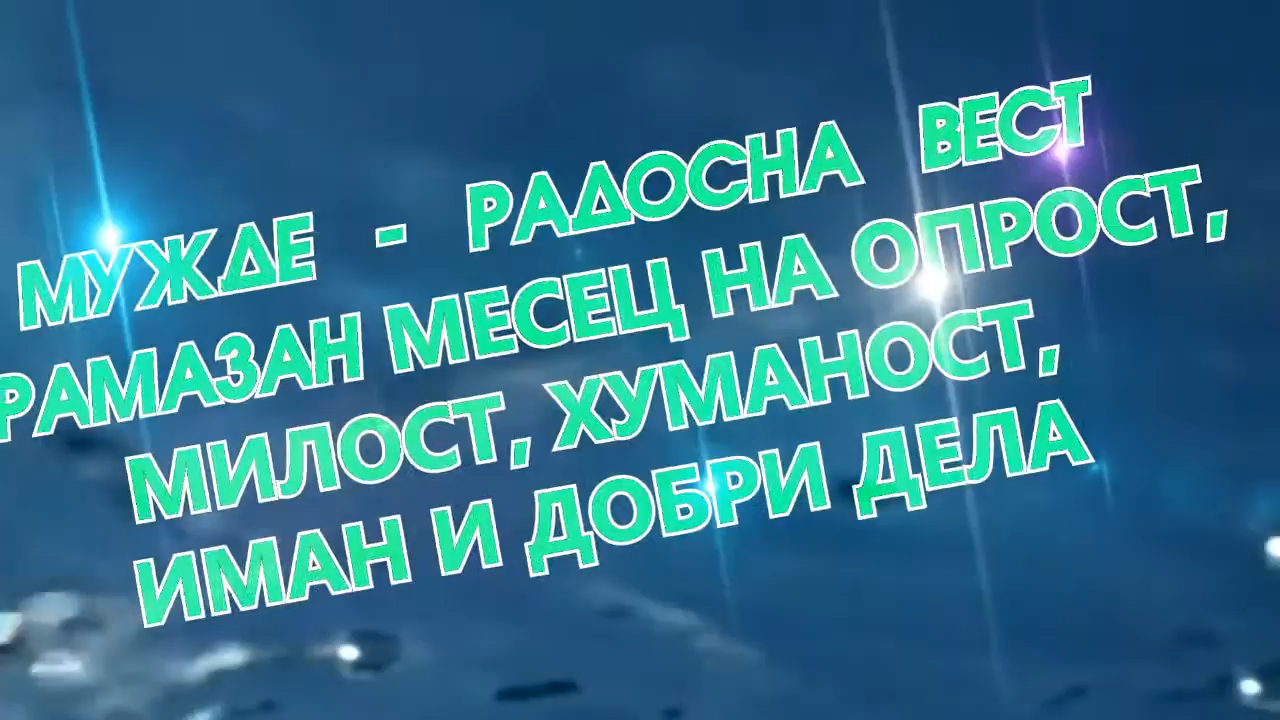 МУЖДЕ - РАДОСНА ВЕСТ
РАМАЗАН МЕСЕЦ НА ОПРОСТ,
МИЛОСТ, ХУМАНОСТ,
ИМАН И ДОБРИ ДЕЛА